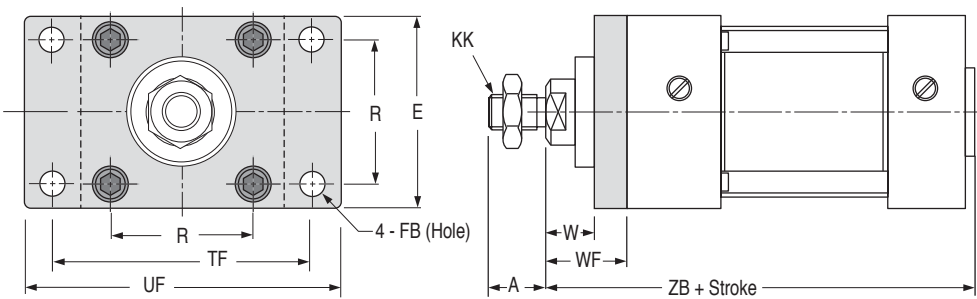 R
E
4 - FB (Hole)
R
TF
UF
KK
W
WF
A
ZB + Stroke